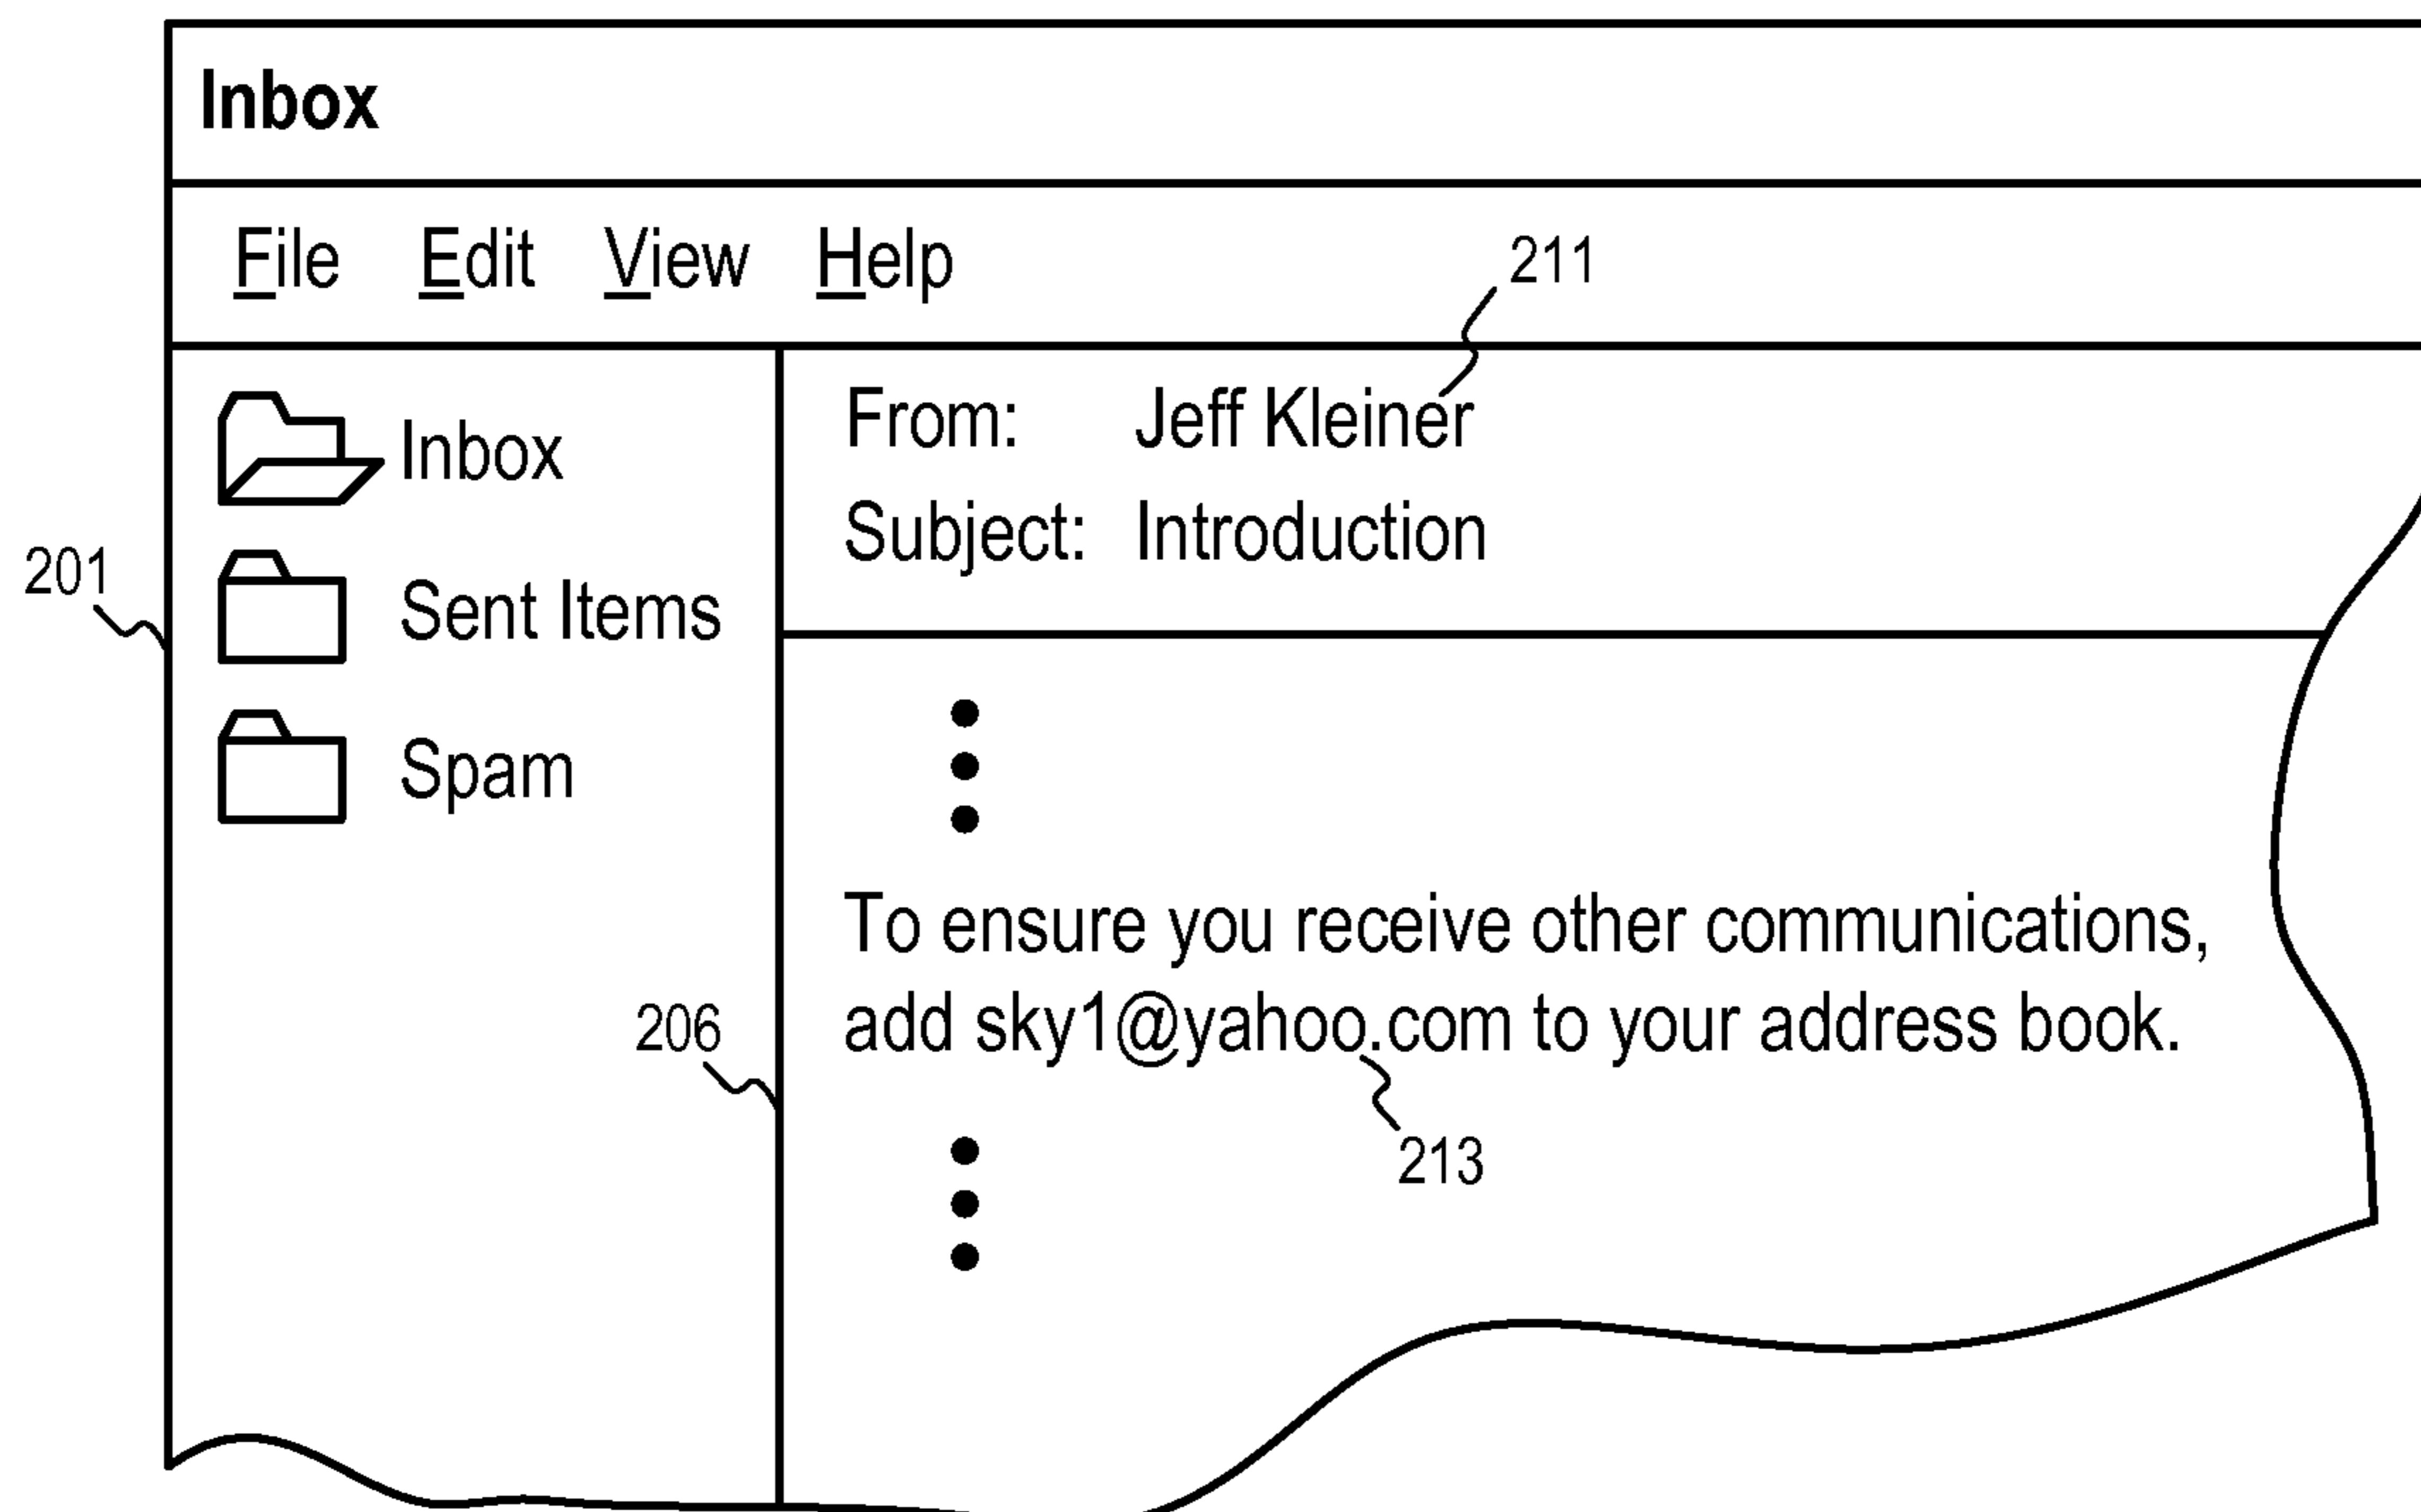 Inbox
File Edit View Help
211
Inbox
Sent Items
Spam
201
From: Jeff Kleiner
Subject: Introduction
To ensure you receive other communications,
add sky1@yahoo.com to your address book.
206
213